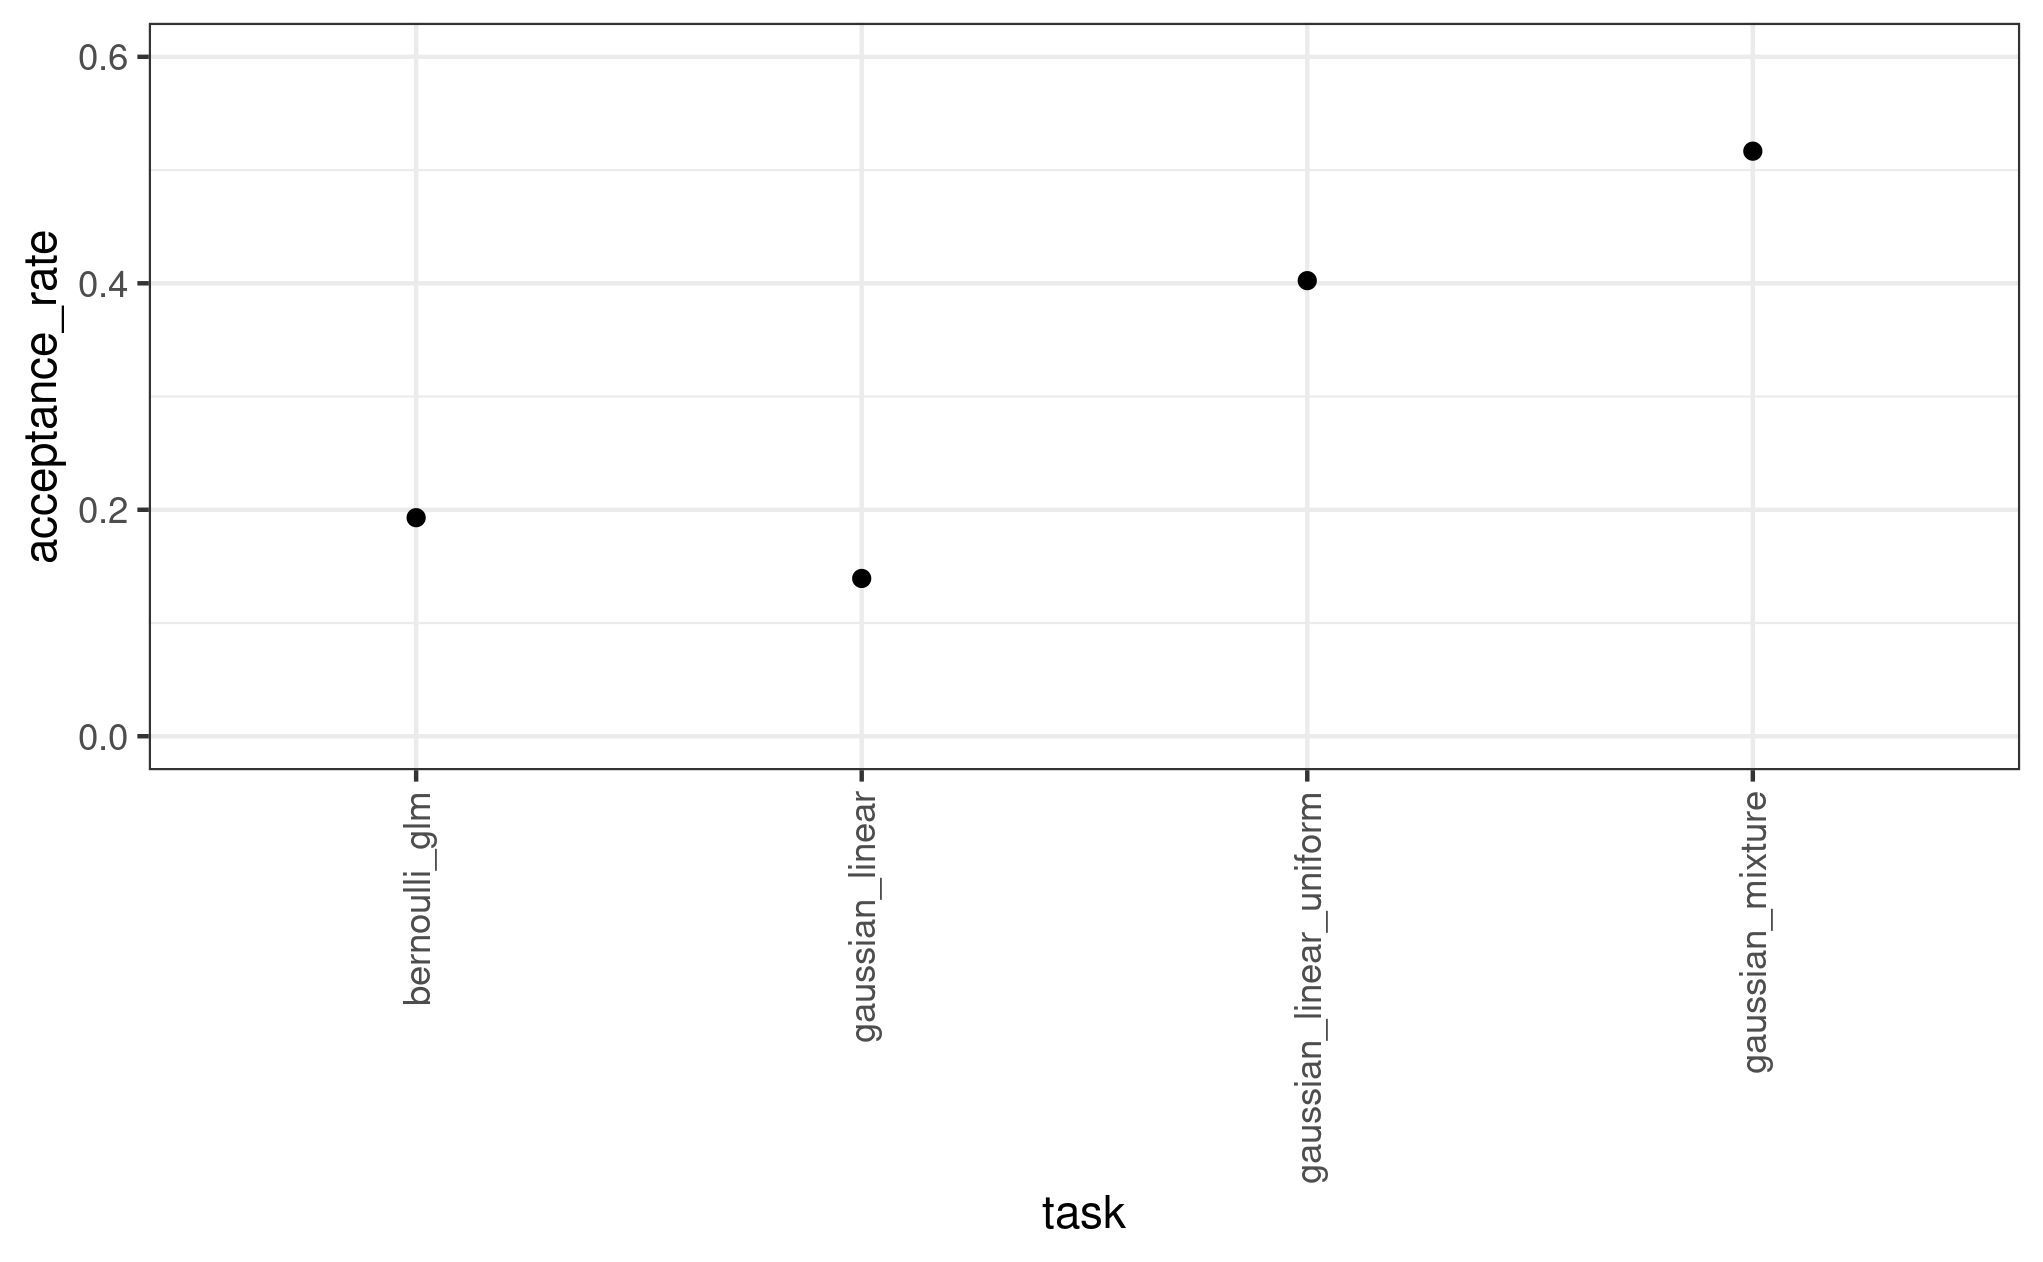 acceptance_rate
0.6
0.4
0.2
0.0
bernoulli_glm
gaussian_linear
gaussian_linear_uniform
gaussian_mixture
task